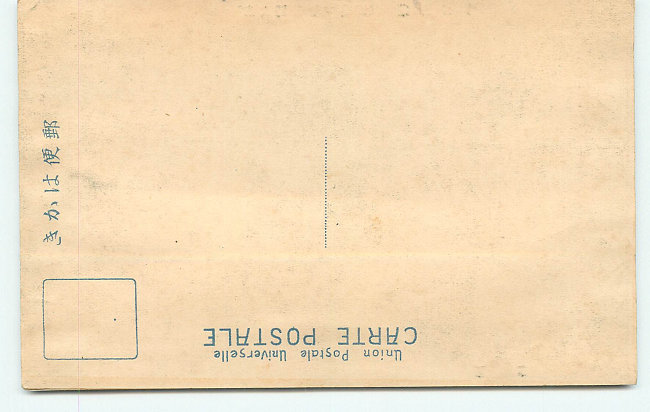 Union Postale Universelle
CARTE POSTALE
郵便はかき